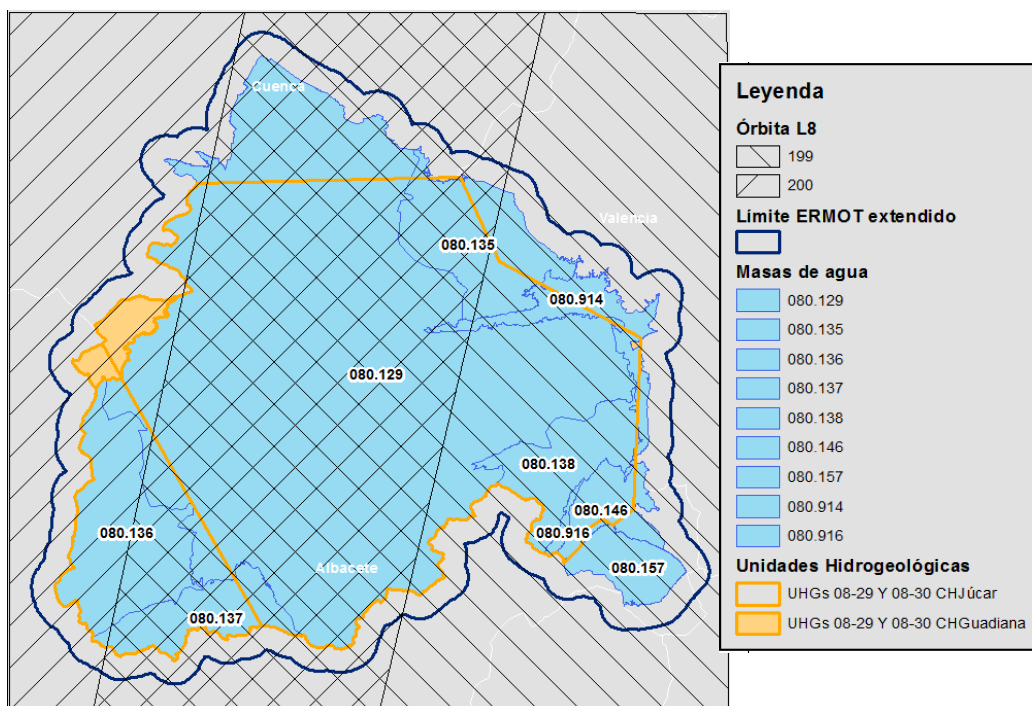 Cuenca
Valencia
080.135
080.914
080.129
080.138
080.146
080.916
080.136
080.157
Albacete
080.137
Leyenda
Órbita L8
199
200
Límite ERMOT extendido
Masas de agua
080.129
080.135
080.136
080.137
080.138
080.146
080.157
080.914
080.916
Unidades Hidrogeológicas
UHGs 08-29 Y 08-30 CHJúcar
UHGs 08-29 Y 08-30 CHGuadiana